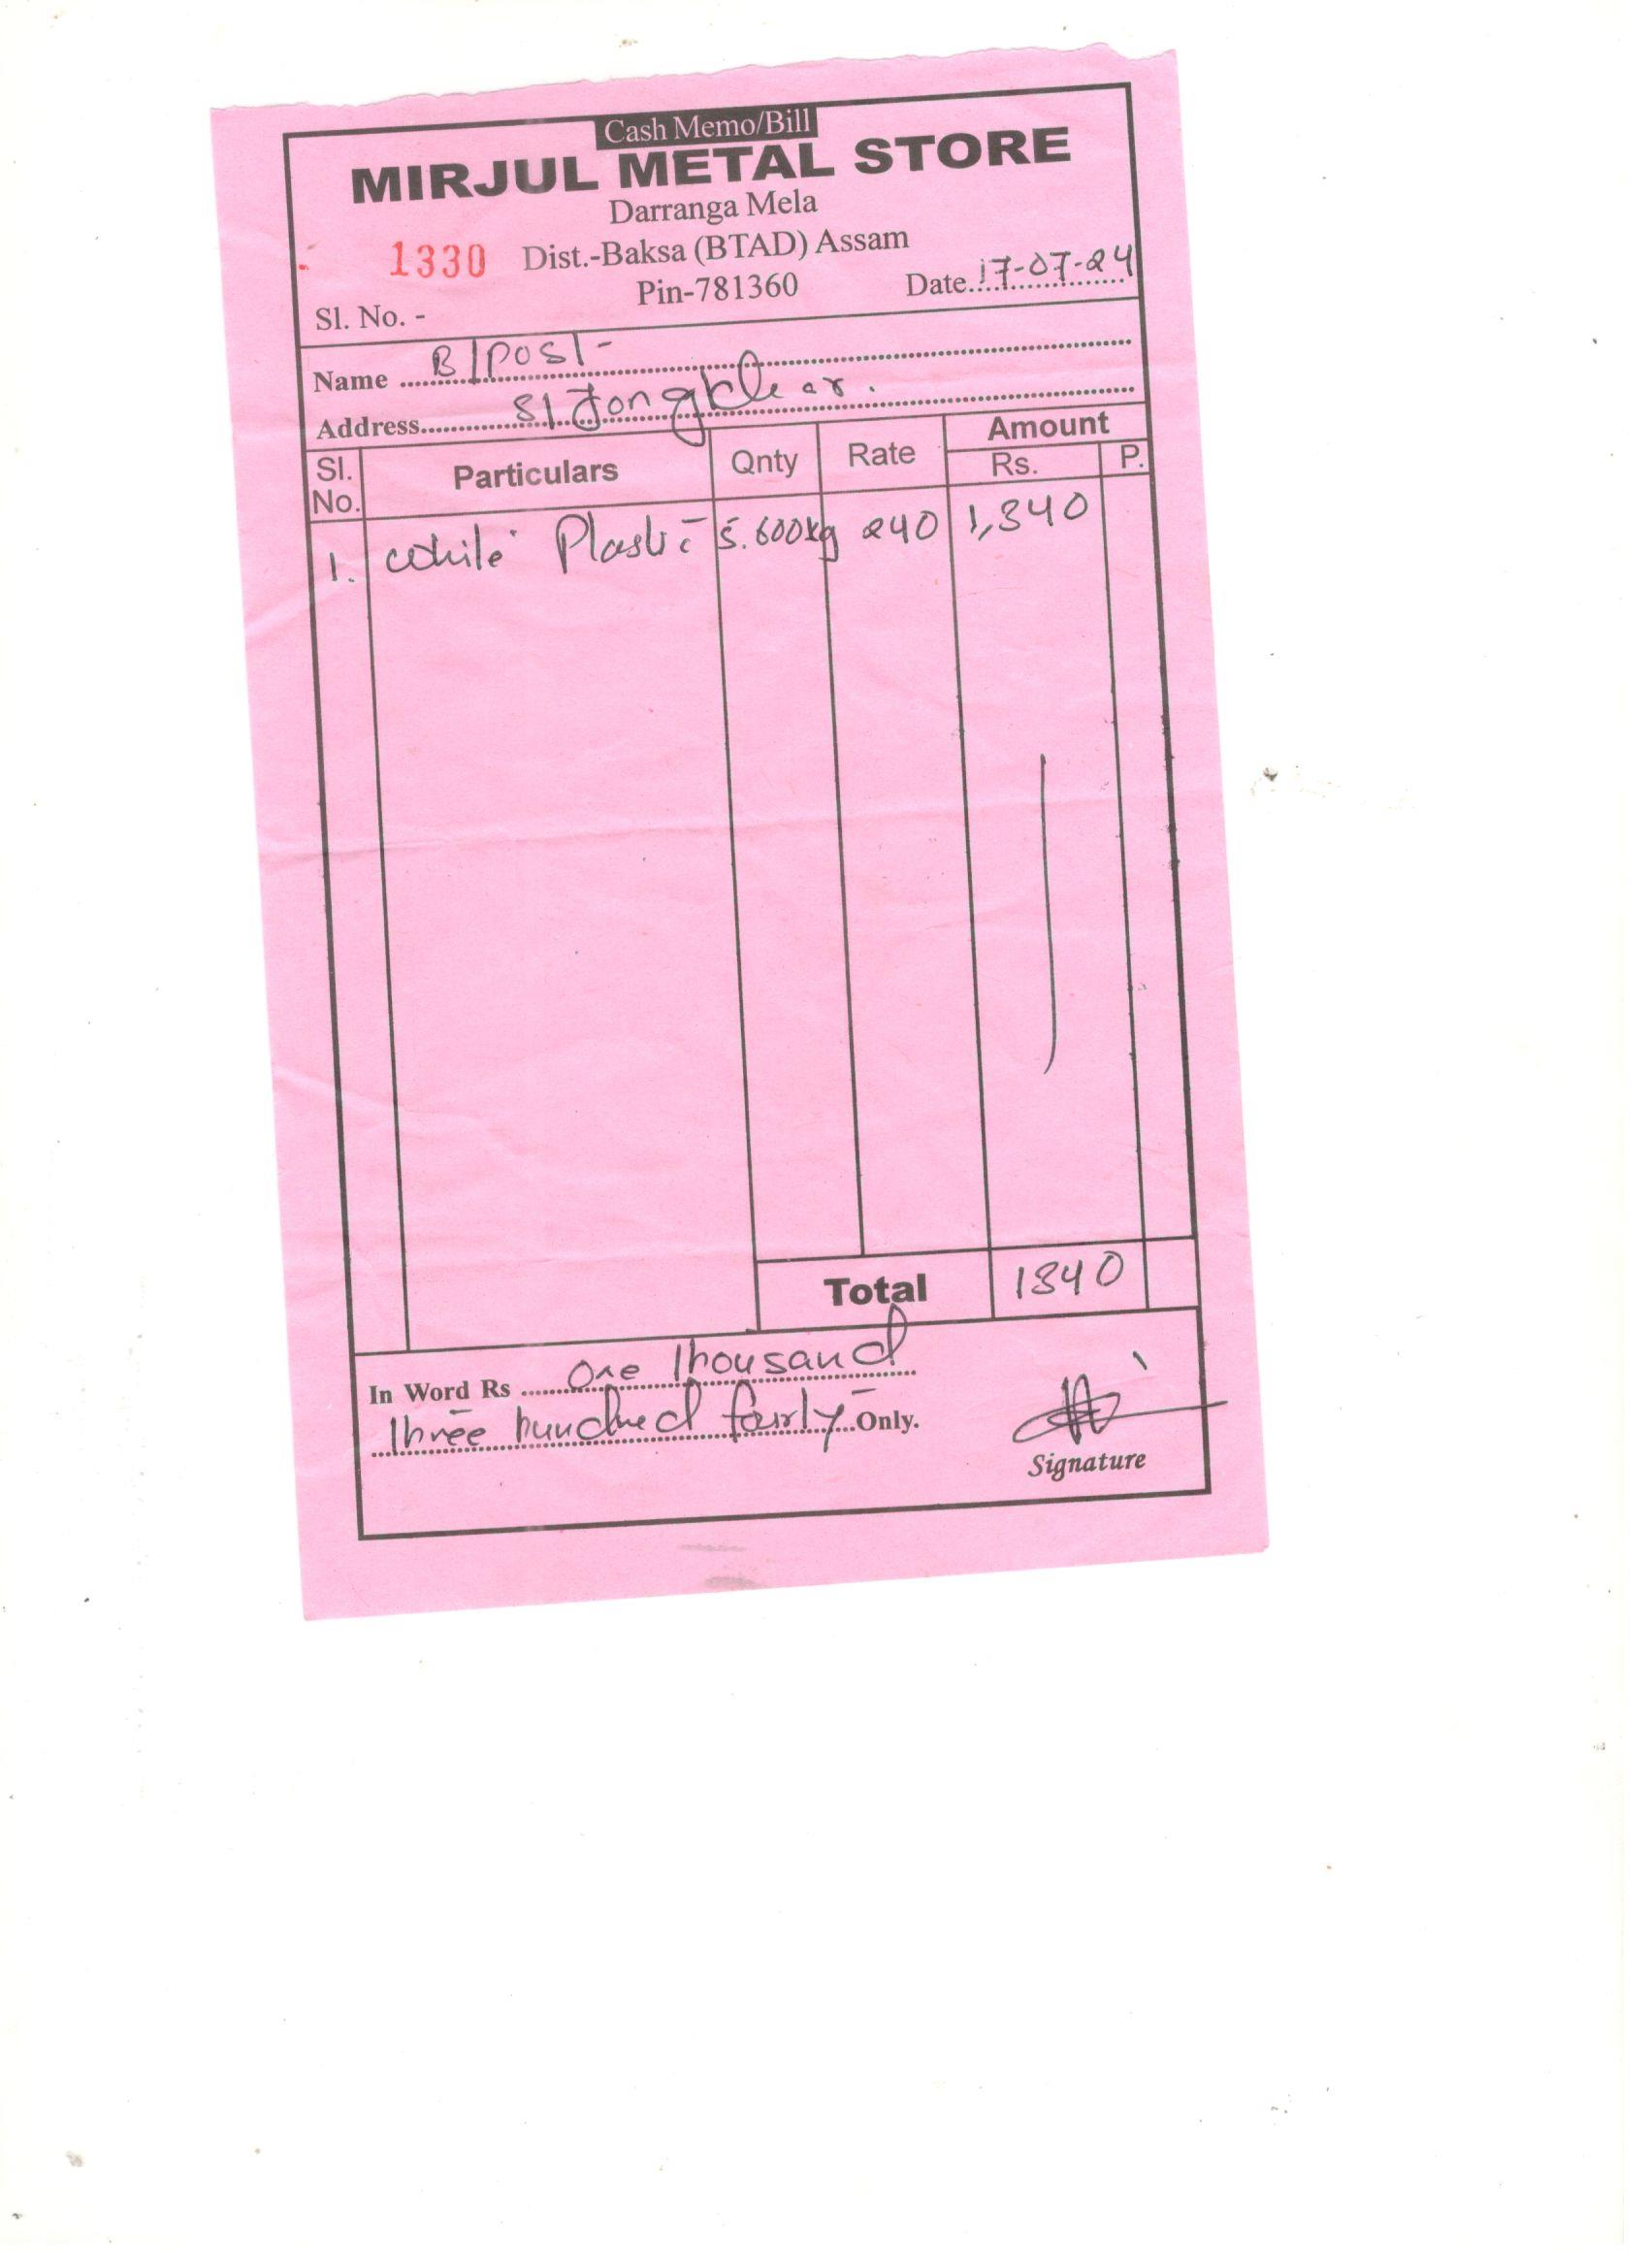 Cash Memo/Bill
MIRJUL METAL STORE
Darranga Mela
1330 Dist.-Baksa (BTAD) Assam
Sl. No. - Pin-781360 Date 17-07-24
Name B/Post
Address S/Jongkhar.
Sl. No. Particulars Qnty Rate Amount
Rs. P.
1. White Plastic 5.600kg 240 1,340
Total 1340
In Word Rs One Thousand
Three hundred fourty Only.
Signature